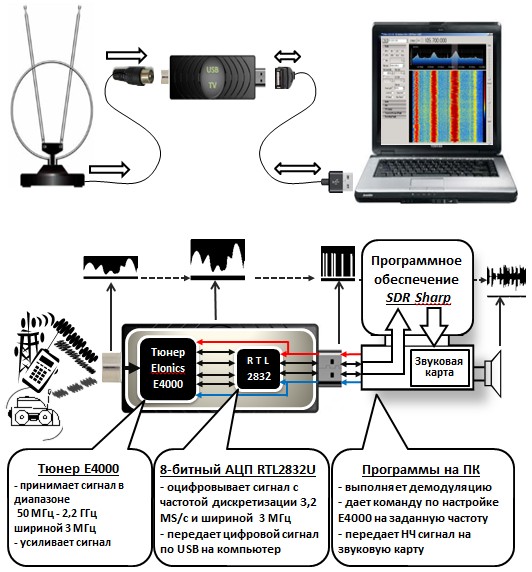 USB
TV
105 700 000
Программное
обеспечение
SDR Sharp
Звуковая
карта
Тюнер
Elonics
E4000
R T L
2832
Тюнер E4000
- принимает сигнал в
диапазоне
50 МГц - 2,2 ГГц
шириной 3 МГц
- усиливает сигнал
8-битный АЦП RTL2832U
- оцифровывает сигнал с
частотой дискретизации 3,2
MS/с и шириной 3 МГц
- передает цифровой сигнал
по USB на компьютер
Программы на ПК
- выполняет демодуляцию
- дает команду по настройке
E4000 на заданную частоту
- передает НЧ сигнал на
звуковую карту